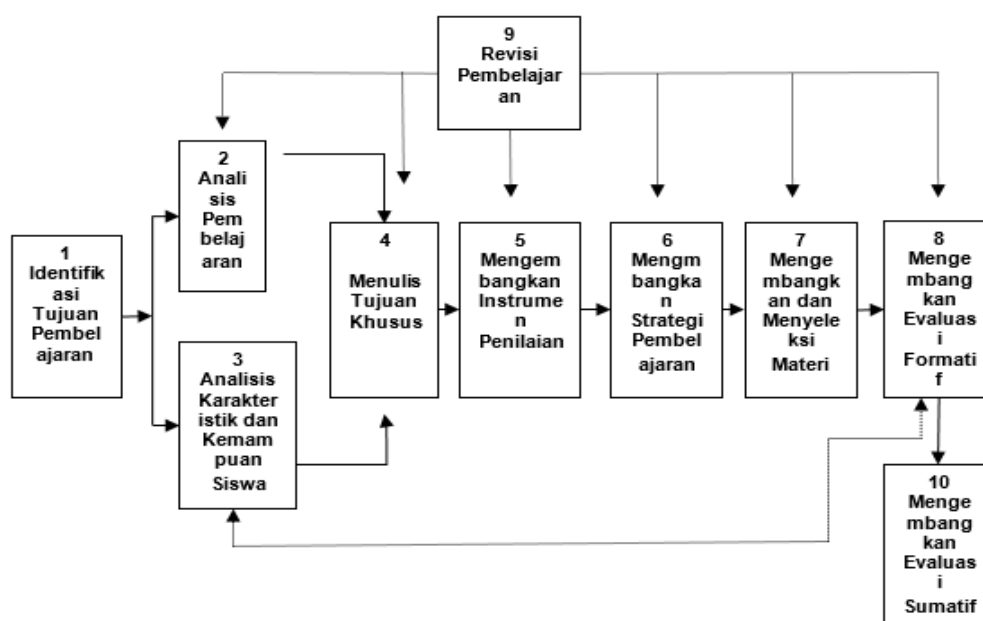 9
Revisi
Pembelajar
an
2
Anali
sis
Pem
belaj
aran
1
Identifik
asi
Tujuan
Pembel
ajaran
3
Analisis
Karakter
istik dan
Kemam
puan
Siswa
4
Menulis
Tujuan
Khusus
5
Mengem
bangkan
Instrume
n
Penilaian
6
Mengm
bangka
n
Strategi
Pembel
ajaran
7
Menge
mbangk
an dan
Menyele
ksi
Materi
8
Menge
mbang
kan
Evaluas
i
Formati
f
10
Menge
mbang
kan
Evaluas
i
Sumatif